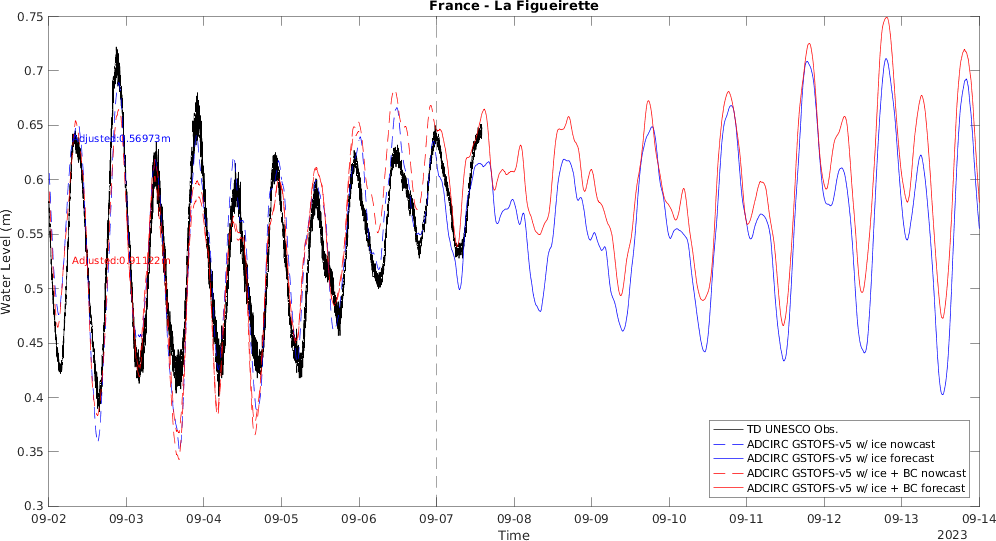 France - La Figueirette
Water Level (m)
0.75
0.7
0.65
0.6
0.55
0.5
0.45
0.4
0.35
0.3
Adjusted:0.56973m
Adjusted:0.91122m
TD UNESCO Obs.
ADCIRC GSTOFS-v5 w/ ice nowcast
ADCIRC GSTOFS-v5 w/ ice forecast
ADCIRC GSTOFS-v5 w/ ice + BC nowcast
ADCIRC GSTOFS-v5 w/ ice + BC forecast
09-02 09-03 09-04 09-05 09-06 09-07 09-08 09-09 09-10 09-11 09-12 09-13 09-14
Time
2023